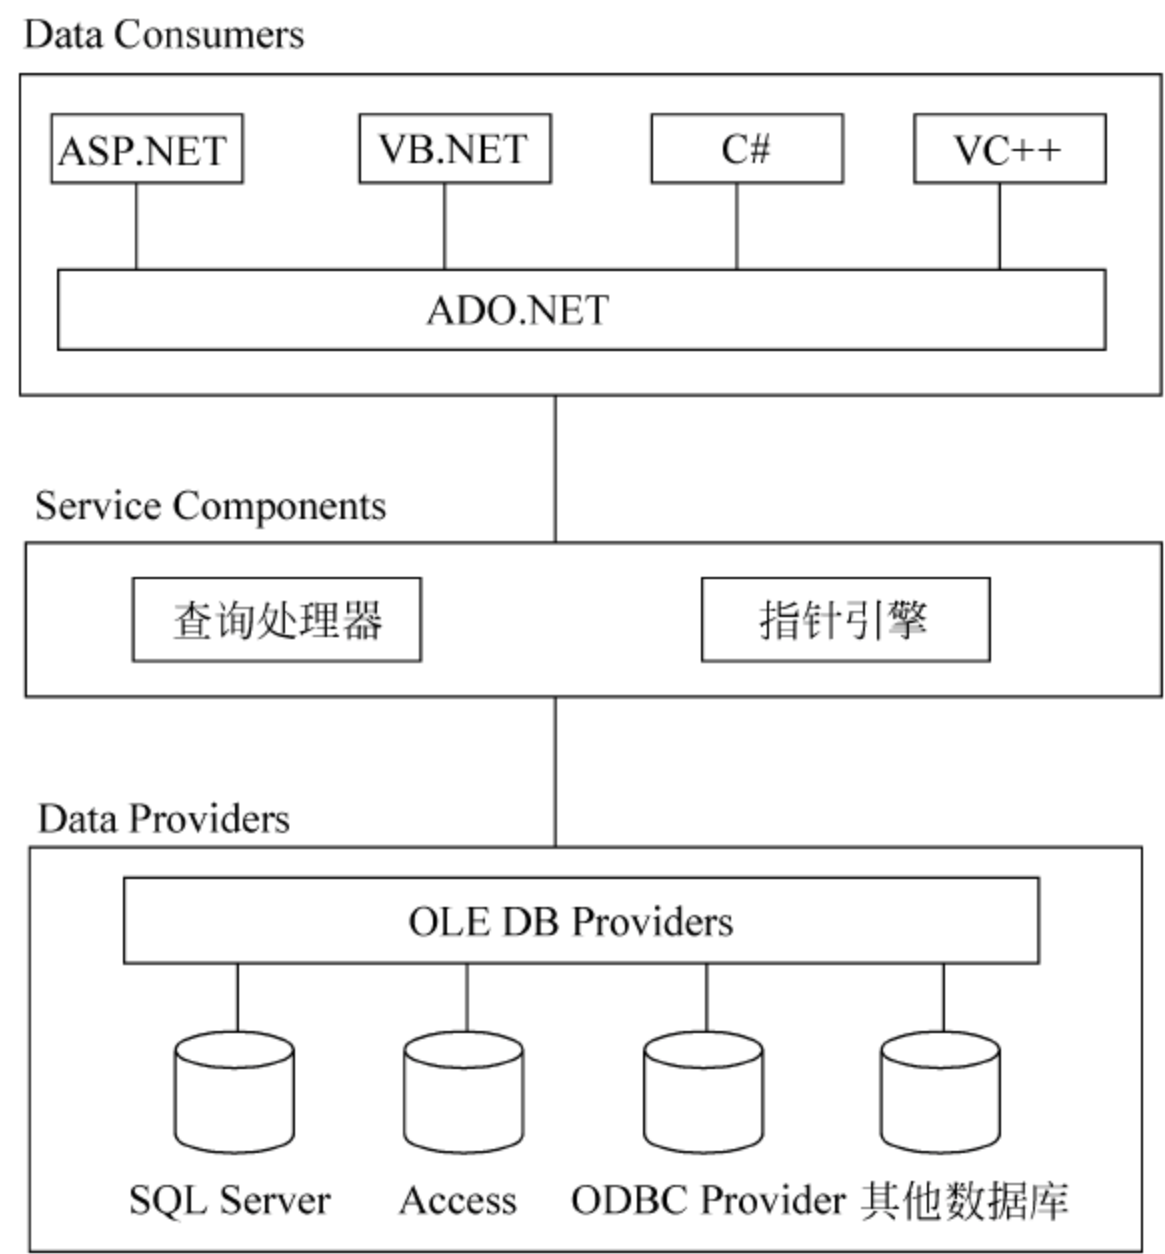 Data Consumers
ASP.NET VB.NET C# VC++
ADO.NET
Service Components
查询处理器 指针引擎
Data Providers
OLE DB Providers
SQL Server Access ODBC Provider 其他数据库